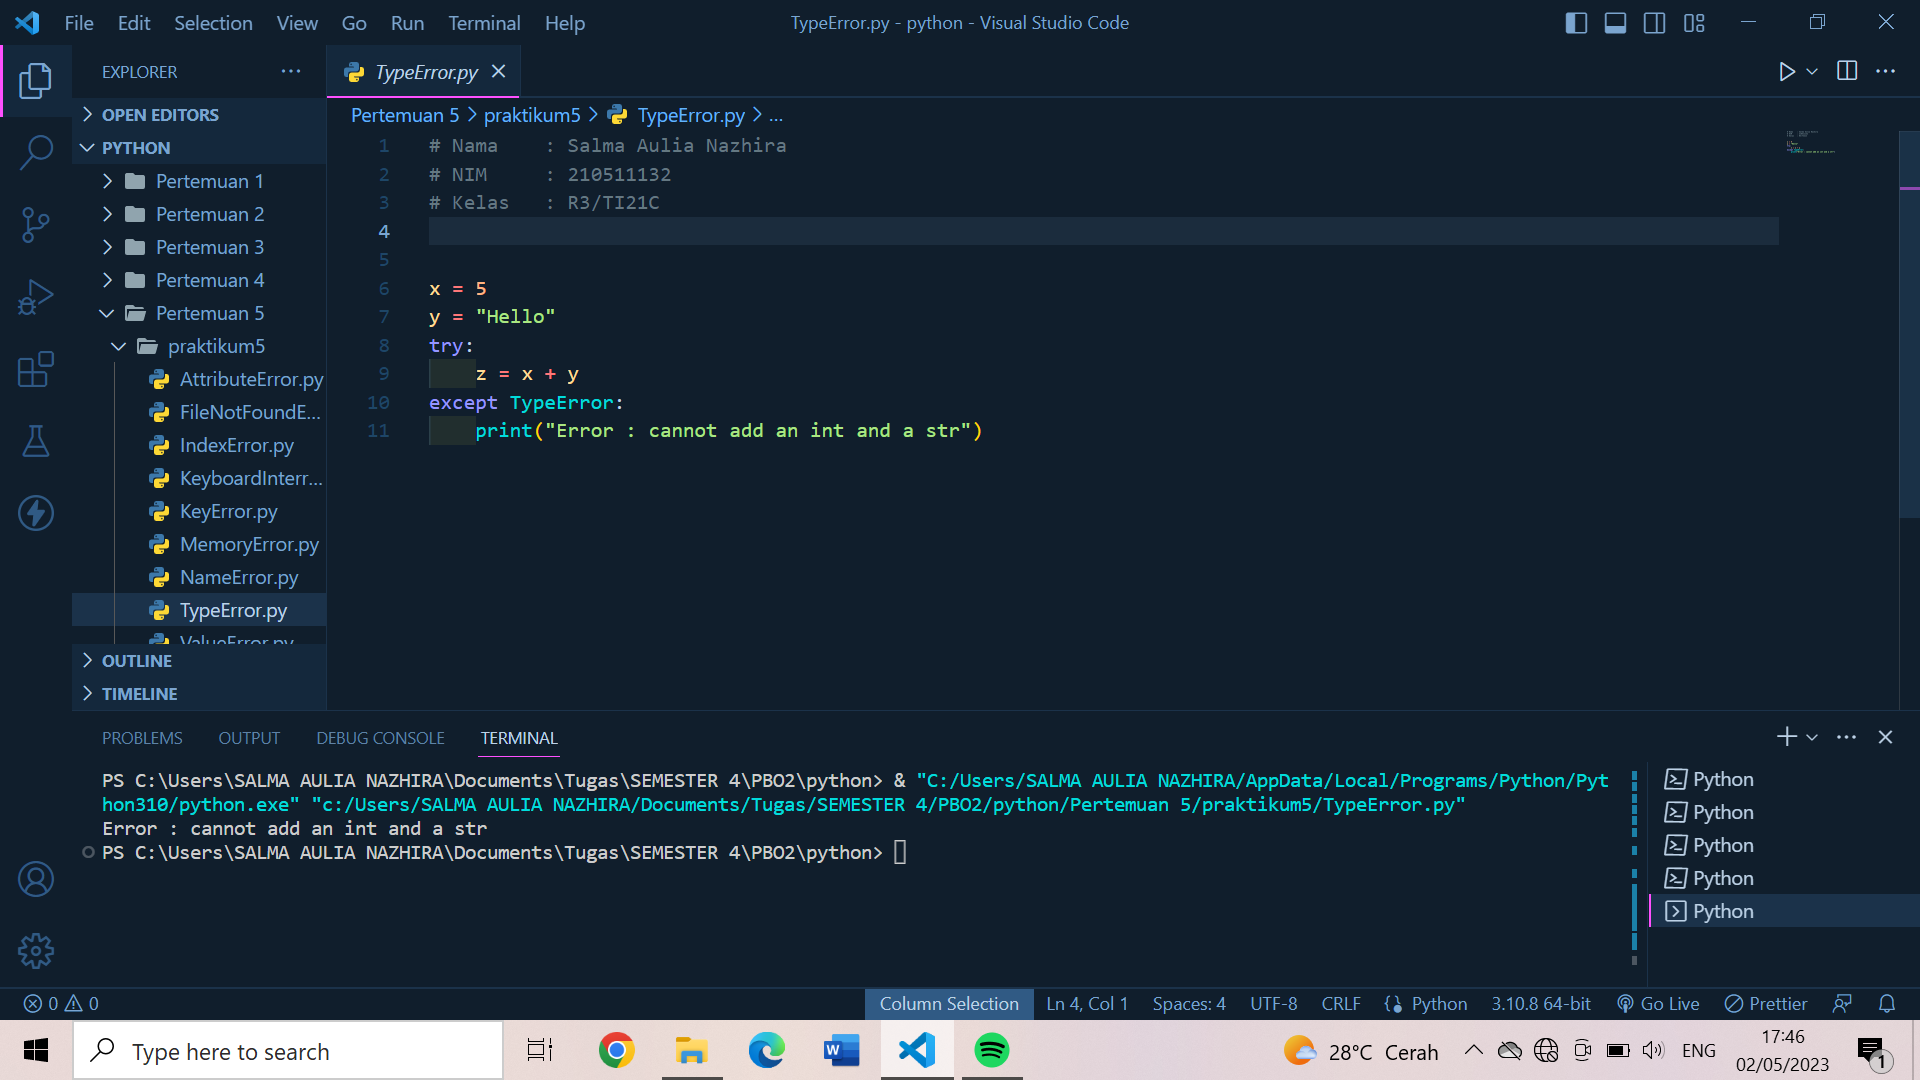 File Edit Selection View Go Run Terminal Help
TypeError.py - python - Visual Studio Code
EXPLORER
OPEN EDITORS
PYTHON
Pertemuan 1
Pertemuan 2
Pertemuan 3
Pertemuan 4
Pertemuan 5
praktikum5
AttributeError.py
FileNotFoundE...
IndexError.py
KeyboardInterr...
KeyError.py
MemoryError.py
NameError.py
TypeError.py
ValueError.py
OUTLINE
TIMELINE
TypeError.py
Pertemuan 5 > praktikum5 > TypeError.py > ...
1 # Nama    : Salma Aulia Nazhira
2 # NIM     : 210511132
3 # Kelas   : R3/TI21C
4
5
6 x = 5
7 y = "Hello"
8 try:
9     z = x + y
10 except TypeError:
11     print("Error : cannot add an int and a str")
PROBLEMS OUTPUT DEBUG CONSOLE TERMINAL
PS C:\Users\SALMA AULIA NAZHIRA\Documents\Tugas\SEMESTER 4\PBO2\python> & "C:/Users/SALMA AULIA NAZHIRA/AppData/Local/Programs/Python/Pyt
hon310/python.exe" "c:/Users/SALMA AULIA NAZHIRA/Documents/Tugas/SEMESTER 4/PBO2/python/Pertemuan 5/praktikum5/TypeError.py"
Error : cannot add an int and a str
PS C:\Users\SALMA AULIA NAZHIRA\Documents\Tugas\SEMESTER 4\PBO2\python>
Python
Python
Python
Python
Python
0 0
Column Selection Ln 4, Col 1 Spaces: 4 UTF-8 CRLF Python 3.10.8 64-bit Go Live Prettier
Type here to search
28°C Cerah
ENG
17:46
02/05/2023
1